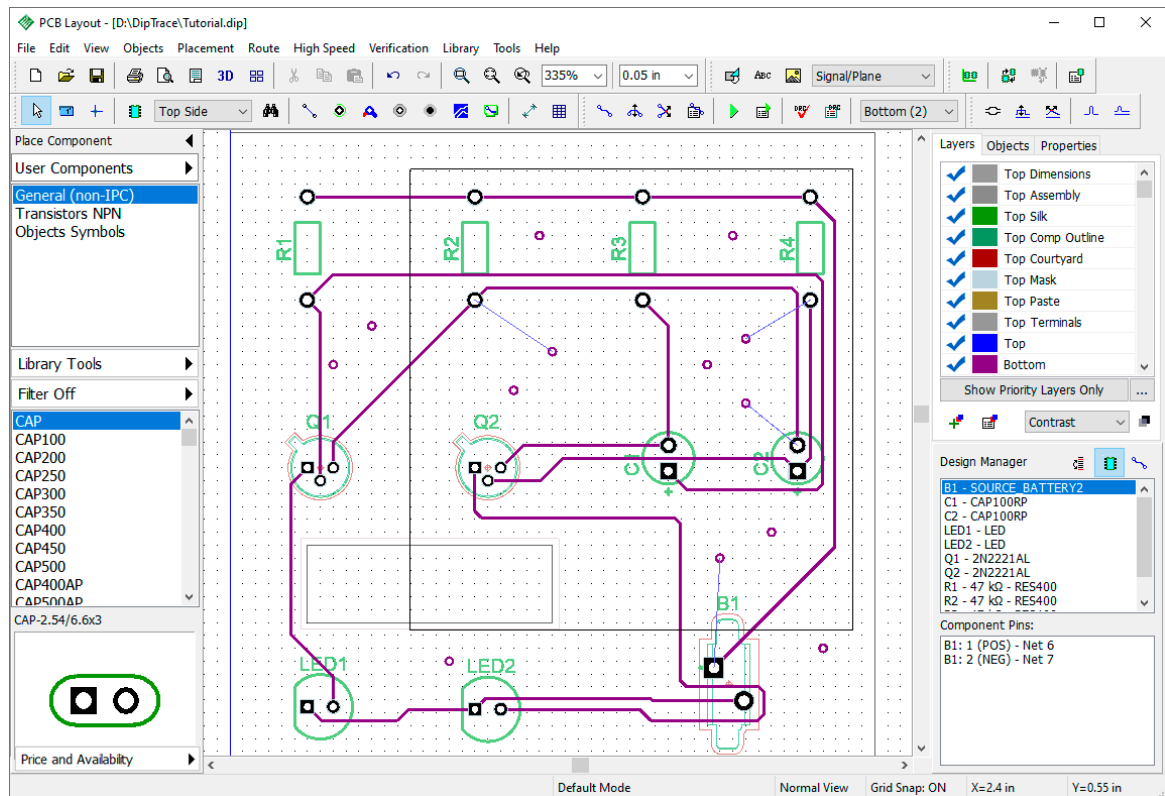 PCB Layout - [D:\DipTrace\Tutorial.dip]
File Edit View Objects Placement Route High Speed Verification Library Tools Help
3D 335% 0.05 in ABC Signal/Plane
Top Side DRC Bottom (2)
Place Component
User Components
General (non-IPC)
Transistors NPN
Objects Symbols
Library Tools
Filter Off
CAP
CAP100
CAP200
CAP250
CAP300
CAP350
CAP400
CAP450
CAP500
CAP400AP
CAP500AP
CAP-2.54/6.6x3
Price and Availability
R1 R2 R3 R4
Q1 Q2
C1 C2
+ +
B1
LED1 LED2
Layers Objects Properties
Top Dimensions
Top Assembly
Top Silk
Top Comp Outline
Top Courtyard
Top Mask
Top Paste
Top Terminals
Top
Bottom
Show Priority Layers Only ...
Contrast
Design Manager
B1 - SOURCE_BATTERY2
C1 - CAP100RP
C2 - CAP100RP
LED1 - LED
LED2 - LED
Q1 - 2N2221AL
Q2 - 2N2221AL
R1 - 47 kΩ - RES400
R2 - 47 kΩ - RES400
Component Pins:
B1: 1 (POS) - Net 6
B1: 2 (NEG) - Net 7
Default Mode Normal View Grid Snap: ON X=2.4 in Y=0.55 in